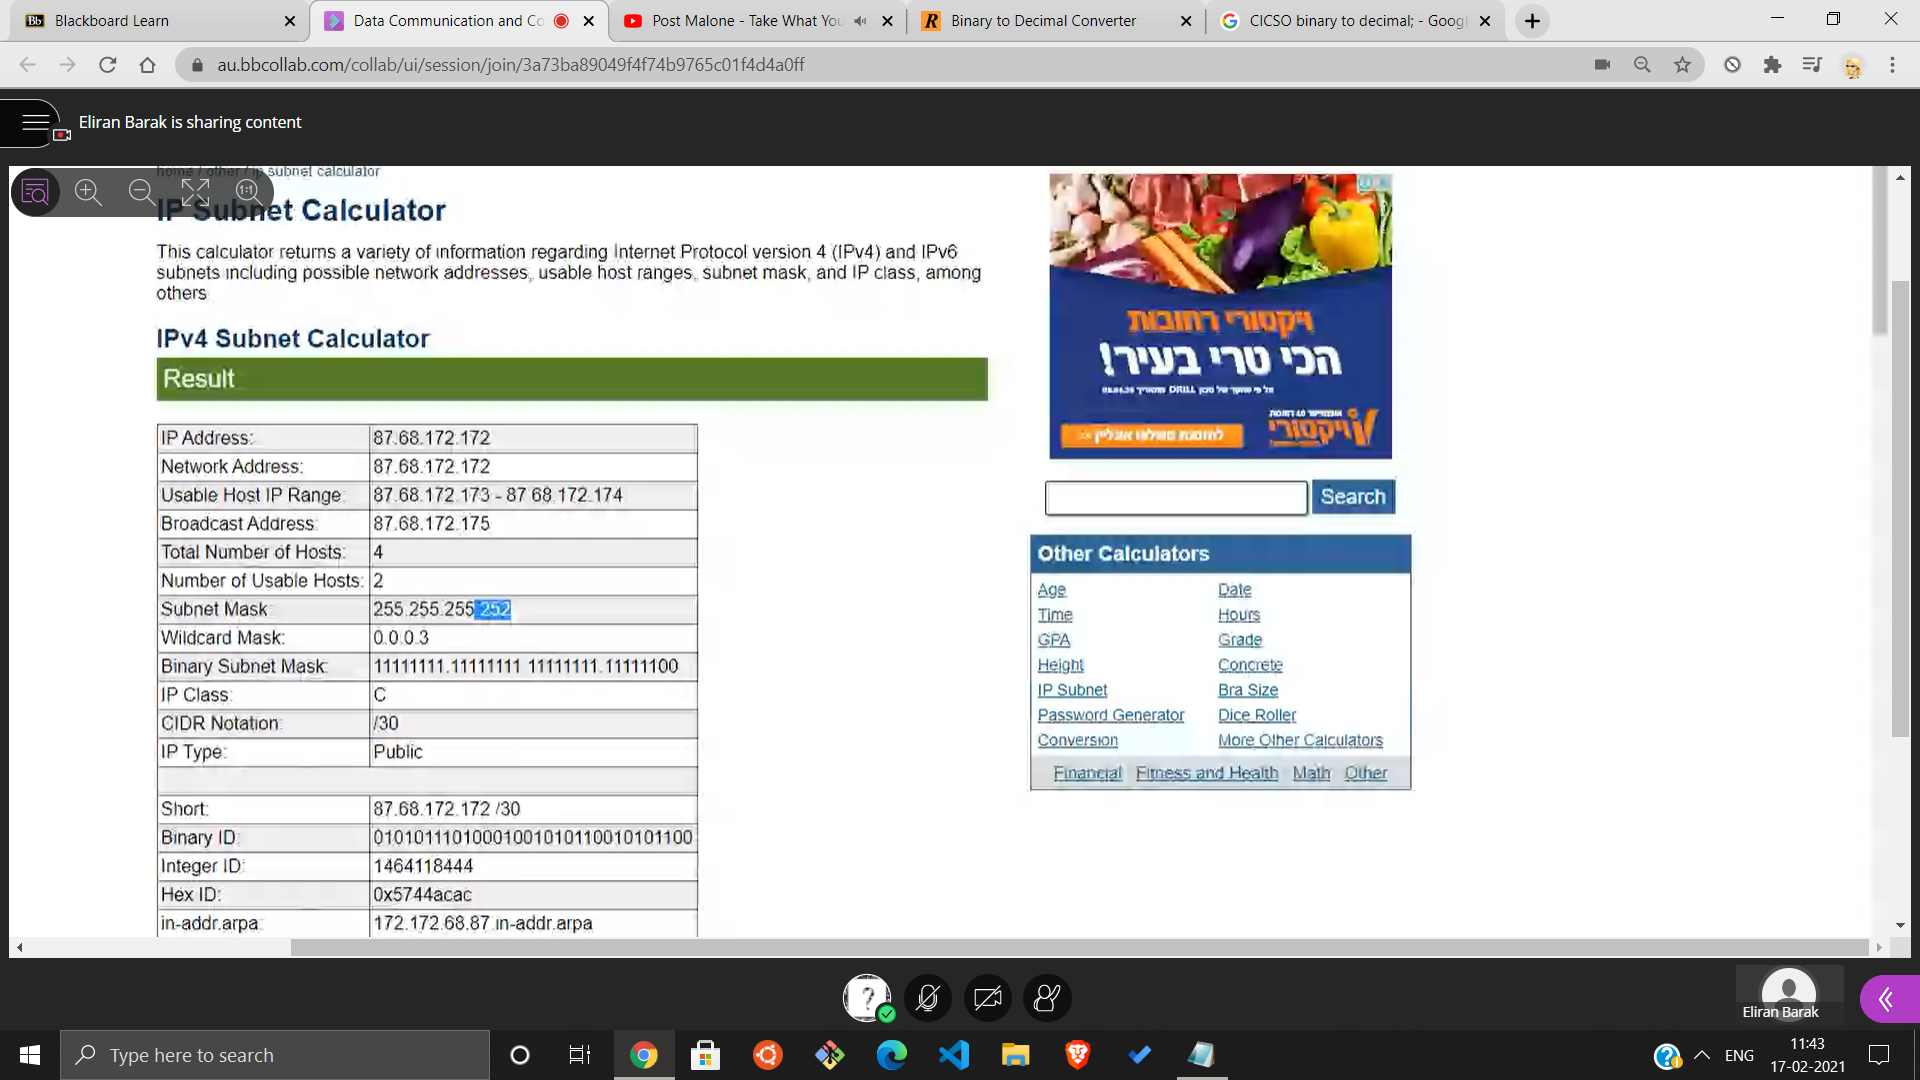 Blackboard Learn
Data Communication and Co
Post Malone - Take What You
Binary to Decimal Converter
CICSO binary to decimal; - Googl
au.bbcollab.com/collab/ui/session/join/3a73ba89049f4f74b9765c01f4d4a0ff
Eliran Barak is sharing content
home / other / ip subnet calculator
IP Subnet Calculator
This calculator returns a variety of information regarding Internet Protocol version 4 (IPv4) and IPv6
subnets including possible network addresses, usable host ranges, subnet mask, and IP class, among
others
IPv4 Subnet Calculator
Result
IP Address: 87.68.172.172
Network Address: 87.68.172.172
Usable Host IP Range: 87.68.172.173 - 87.68.172.174
Broadcast Address: 87.68.172.175
Total Number of Hosts: 4
Number of Usable Hosts: 2
Subnet Mask: 255.255.255.252
Wildcard Mask: 0.0.0.3
Binary Subnet Mask: 11111111.11111111.11111111.11111100
IP Class: C
CIDR Notation: /30
IP Type: Public
Short: 87.68.172.172 /30
Binary ID: 01010111010001001010110010101100
Integer ID: 1464118444
Hex ID: 0x5744acac
in-addr.arpa: 172.172.68.87.in-addr.arpa
ויקטורי רחובות
הכי טרי בעיר!
להזמנת משלוח אונליין >>
ויקטורי
Search
Other Calculators
Age Date
Time Hours
GPA Grade
Height Concrete
IP Subnet Bra Size
Password Generator Dice Roller
Conversion More Other Calculators
Financial Fitness and Health Math Other
Eliran Barak
Type here to search
ENG
11:43
17-02-2021